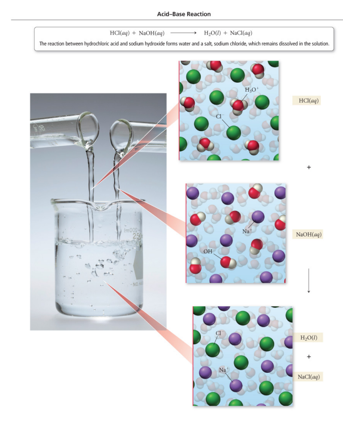 Acid–Base Reaction
HCl(aq) + NaOH(aq) ⟶ H₂O(l) + NaCl(aq)
The reaction between hydrochloric acid and sodium hydroxide forms water and a salt, sodium chloride, which remains dissolved in the solution.
H₃O⁺
Cl⁻
HCl(aq)
+
Na⁺
OH⁻
NaOH(aq)
Cl⁻
Na⁺
H₂O(l)
+
NaCl(aq)